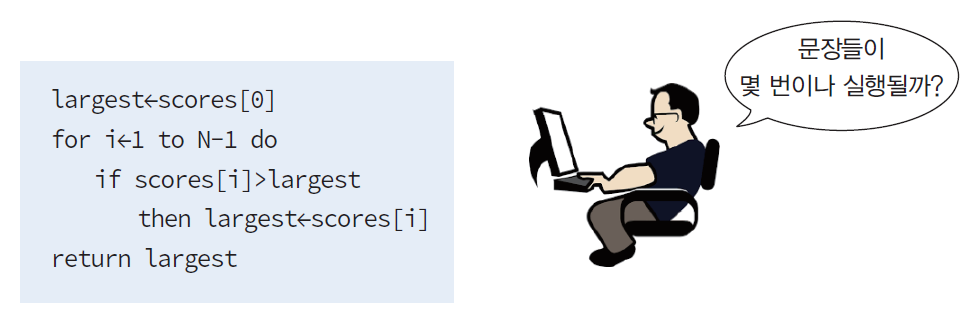 largest←scores[0]
for i←1 to N-1 do
if scores[i]>largest
then largest←scores[i]
return largest
문장들이
몇 번이나 실행될까?